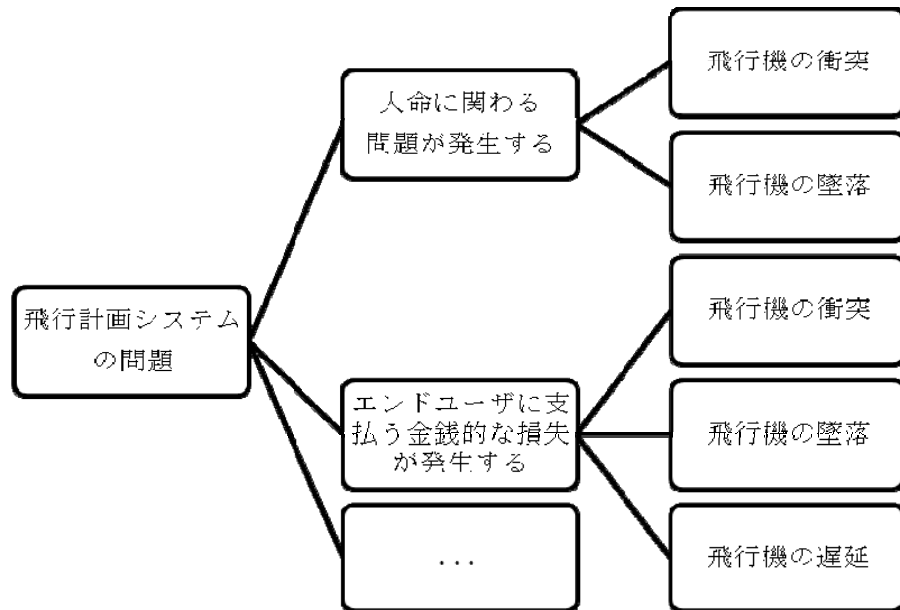 飛行計画システム
の問題
人命に関わる
問題が発生する
飛行機の衝突
飛行機の墜落
エンドユーザに支
払う金銭的な損失
が発生する
飛行機の衝突
飛行機の墜落
飛行機の遅延
...